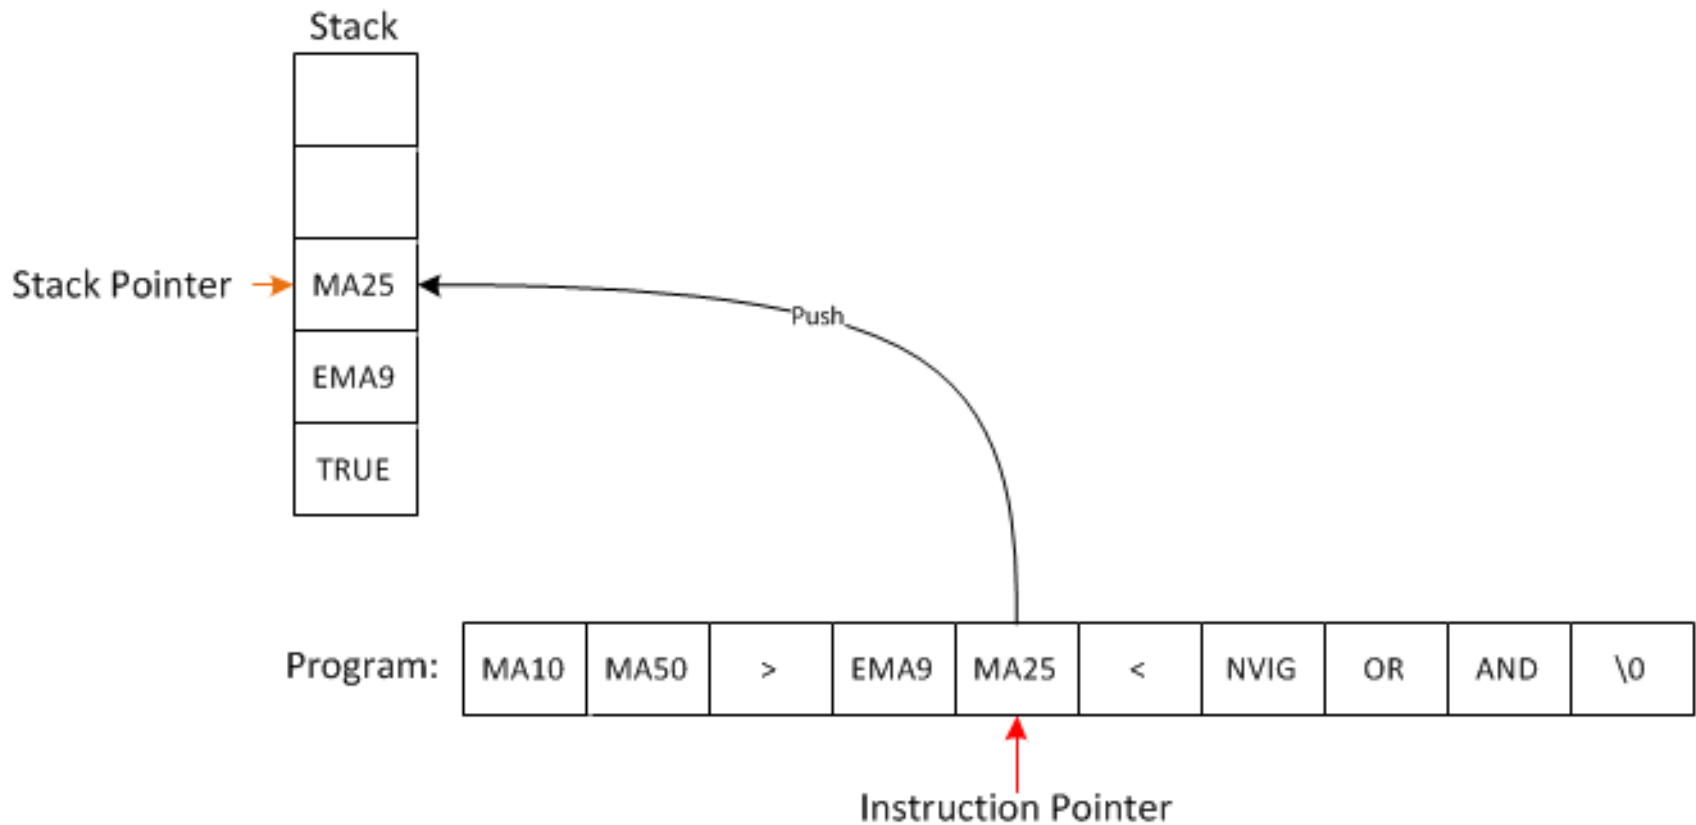 Stack
Stack Pointer
MA25
Push
EMA9
TRUE
Program: MA10 MA50 > EMA9 MA25 < NVIG OR AND \0
Instruction Pointer